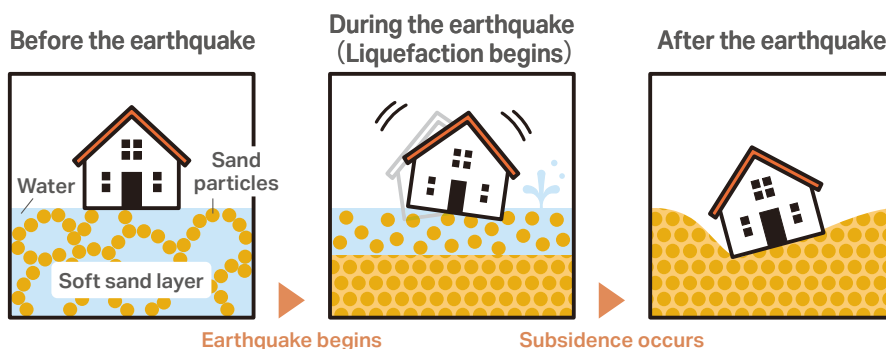 Before the earthquake
During the earthquake
(Liquefaction begins)
After the earthquake
Water
Sand
particles
Soft sand layer
Earthquake begins
Subsidence occurs